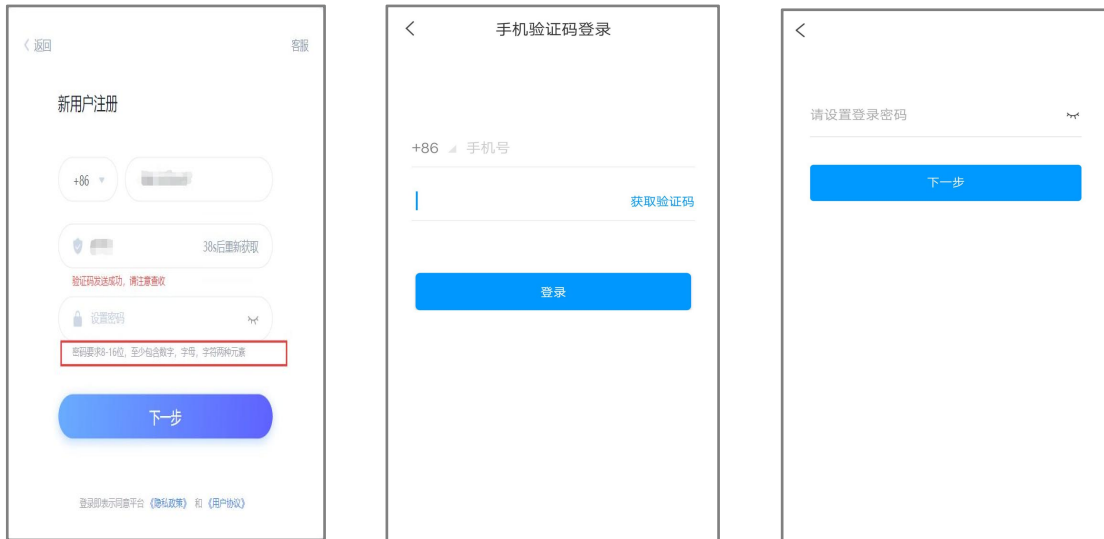 返回
客服
新用户注册
+86
38s后重新获取
验证码发送成功，请注意查收
设置密码
密码要求8-16位，至少包含数字，字母，字符两种元素
下一步
登录即表示同意平台《隐私政策》和《用户协议》
手机验证码登录
+86 手机号
获取验证码
登录
请设置登录密码
下一步